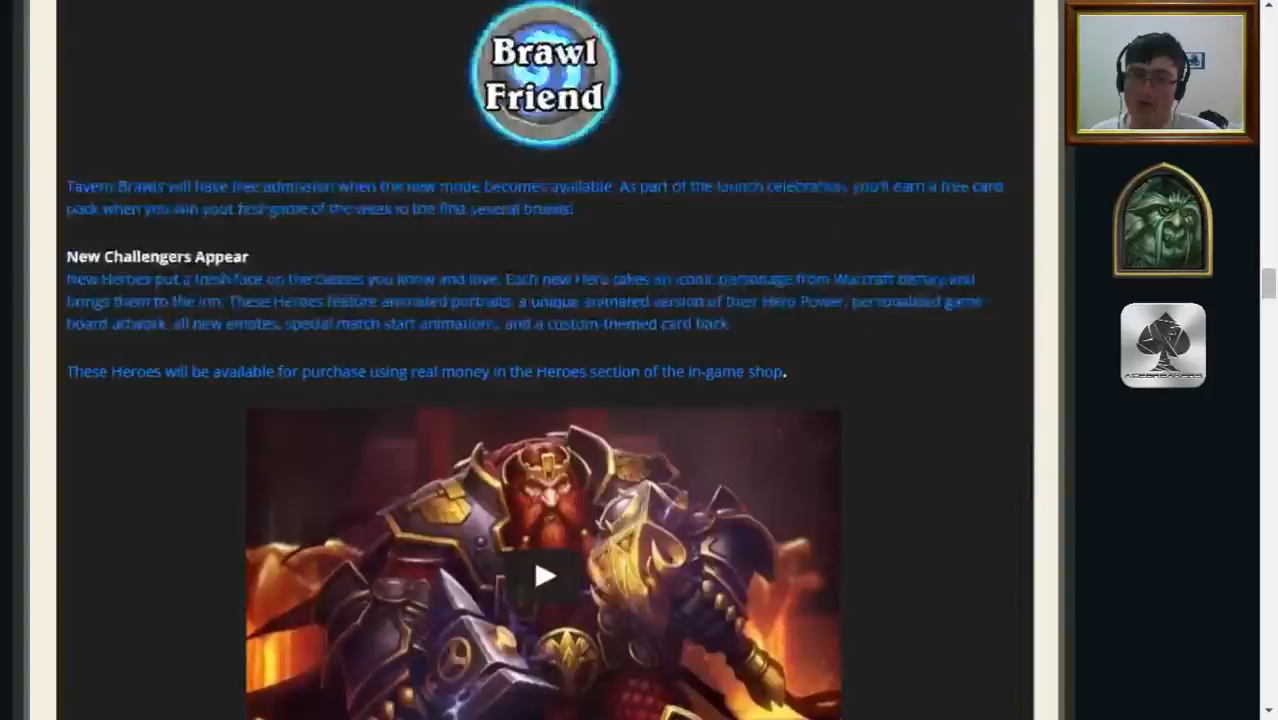 Brawl
Friend
Tavern Brawls will have free admission when the new mode becomes available. As part of the launch celebration, you'll earn a free card
pack when you win your first game of the week in the first several brawls!
New Challengers Appear
New Heroes put a fresh face on the classes you know and love. Each new Hero takes an iconic personage from Warcraft history and
brings them to the inn. These Heroes feature animated portraits, a unique animated version of their Hero Power, personalized game
board artwork, all new emotes, special match start animations, and a custom-themed card back.
These Heroes will be available for purchase using real money in the Heroes section of the in-game shop.
ACEBREAKERS